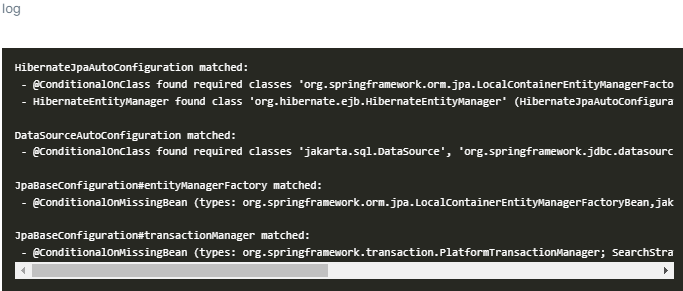 log
HibernateJpaAutoConfiguration matched:
- @ConditionalOnClass found required classes 'org.springframework.orm.jpa.LocalContainerEntityManagerFacto
- HibernateEntityManager found class 'org.hibernate.ejb.HibernateEntityManager' (HibernateJpaAutoConfigura
DataSourceAutoConfiguration matched:
- @ConditionalOnClass found required classes 'jakarta.sql.DataSource', 'org.springframework.jdbc.datasourc
JpaBaseConfiguration#entityManagerFactory matched:
- @ConditionalOnMissingBean (types: org.springframework.orm.jpa.LocalContainerEntityManagerFactoryBean,jak
JpaBaseConfiguration#transactionManager matched:
- @ConditionalOnMissingBean (types: org.springframework.transaction.PlatformTransactionManager; SearchStra